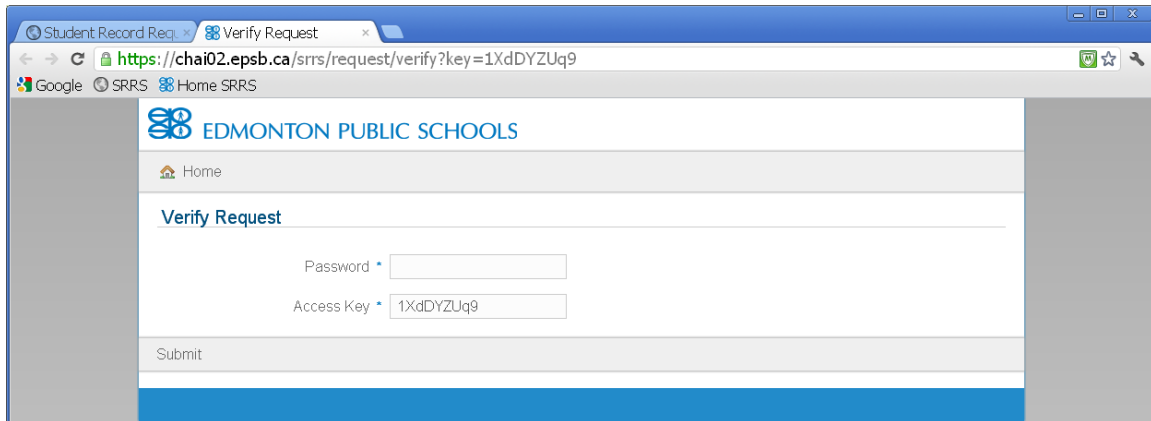 Student Record Requ × Verify Request ×
https://chai02.epsb.ca/srrs/request/verify?key=1XdDYZUq9
Google SRRS Home SRRS
EDMONTON PUBLIC SCHOOLS
Home
Verify Request
Password *
Access Key * 1XdDYZUq9
Submit